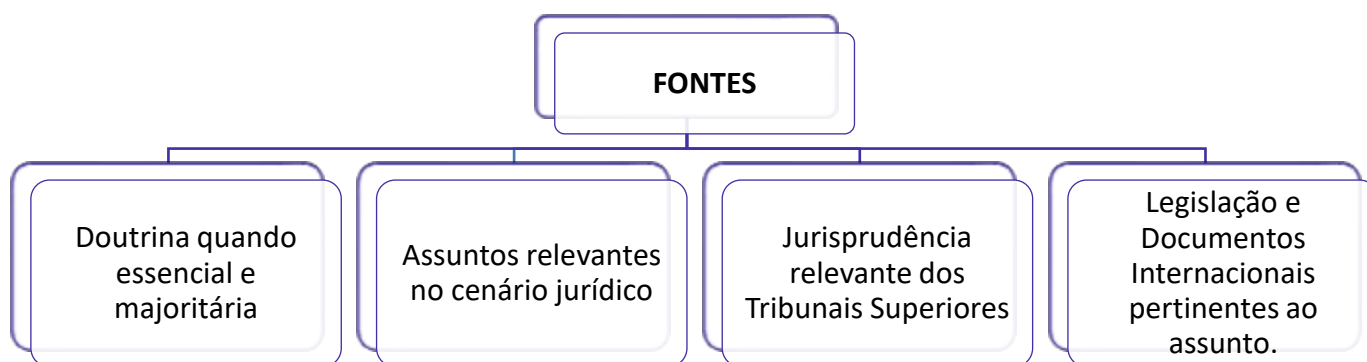 FONTES
Doutrina quando
essencial e
majoritária
Assuntos relevantes
no cenário jurídico
Jurisprudência
relevante dos
Tribunais Superiores
Legislação e
Documentos
Internacionais
pertinentes ao
assunto.